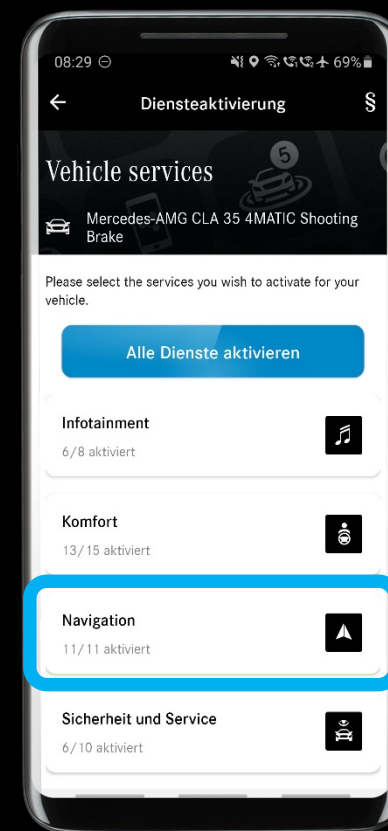 08:29 69%
Diensteaktivierung §
5
Vehicle services
Mercedes-AMG CLA 35 4MATIC Shooting
Brake
Please select the services you wish to activate for your
vehicle.
Alle Dienste aktivieren
Infotainment
6/8 aktiviert
Komfort
13/15 aktiviert
Navigation
11/11 aktiviert
Sicherheit und Service
6/10 aktiviert